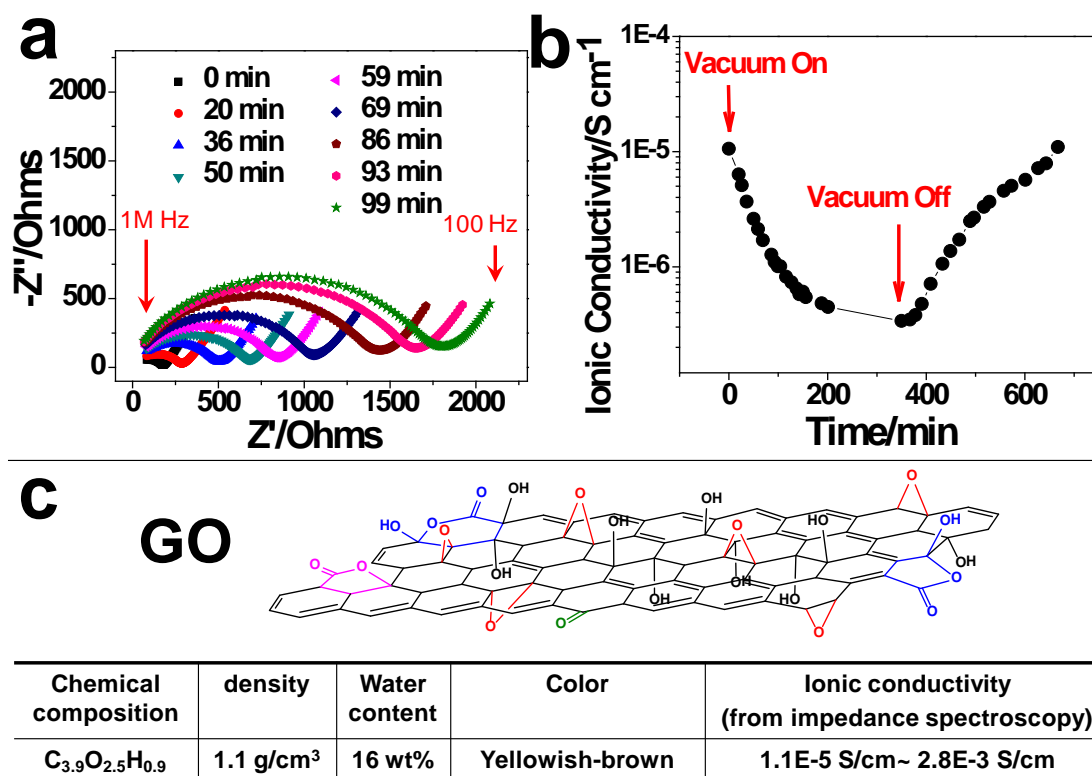 a
-Z''/Ohms
2000
1500
1000
500
0
0 min
20 min
36 min
50 min
59 min
69 min
86 min
93 min
99 min
1M Hz
100 Hz
0 500 1000 1500 2000
Z'/Ohms
b
Ionic Conductivity/S cm⁻¹
1E-4
1E-5
1E-6
Vacuum On
Vacuum Off
0 200 400 600
Time/min
c
GO
O
OH
O
O
HO
O
OH
OH
O
HO
OH
O
O
O
OH
OH
OH
OH
HO
O
O
O
O
O
Chemical composition density Water content Color Ionic conductivity (from impedance spectroscopy)
C₃.₉O₂.₅H₀.₉ 1.1 g/cm³ 16 wt% Yellowish-brown 1.1E-5 S/cm~ 2.8E-3 S/cm